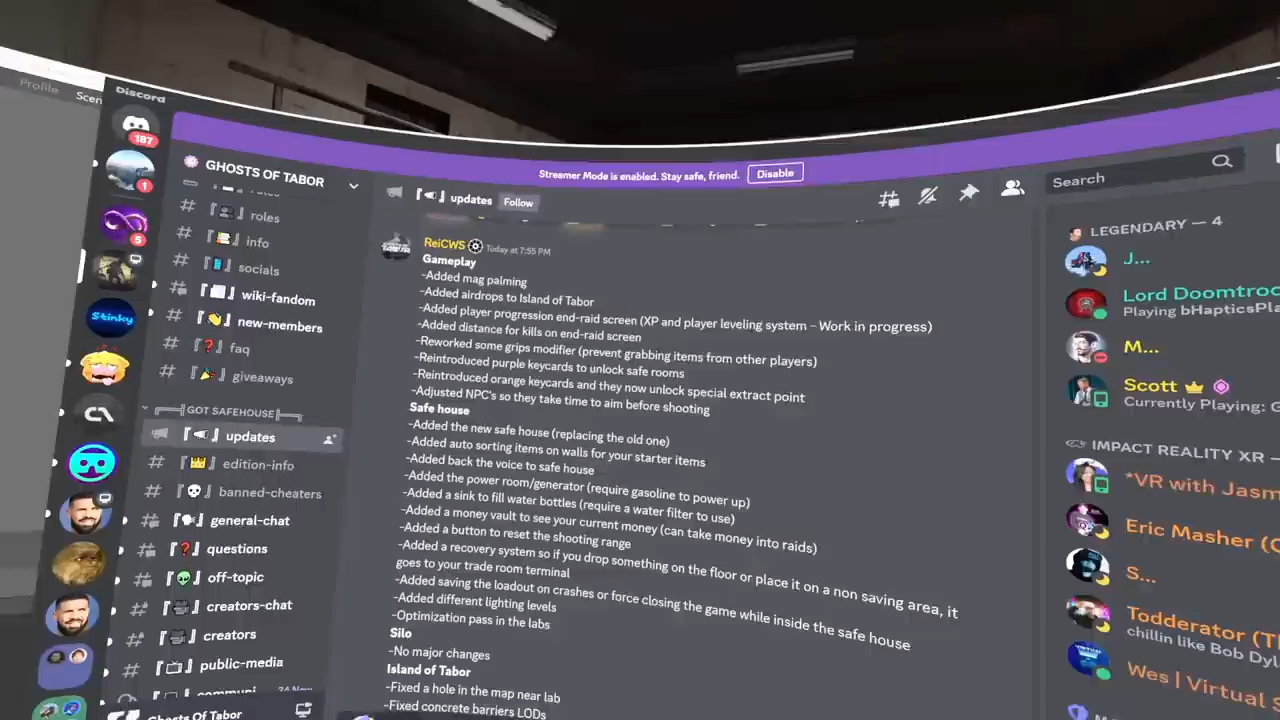 Profile
Discord
187
1
5
Stinky
GHOSTS OF TABOR
roles
info
socials
wiki-fandom
new-members
faq
giveaways
GOT SAFEHOUSE
updates
edition-info
banned-cheaters
general-chat
questions
off-topic
creators-chat
creators
public-media
24 Nov
Ghosts Of Tabor
Streamer Mode is enabled. Stay safe, friend.
Disable
updates
Follow
Search
ReiCWS Today at 7:55 PM
Gameplay
-Added mag palming
-Added airdrops to Island of Tabor
-Added player progression end-raid screen (XP and player leveling system - Work in progress)
-Added distance for kills on end-raid screen
-Reworked some grips modifier (prevent grabbing items from other players)
-Reintroduced purple keycards to unlock safe rooms
-Reintroduced orange keycards and they now unlock special extract point
-Adjusted NPC's so they take time to aim before shooting
Safe house
-Added the new safe house (replacing the old one)
-Added auto sorting items on walls for your starter items
-Added back the voice to safe house
-Added the power room/generator (require gasoline to power up)
-Added a sink to fill water bottles (require a water filter to use)
-Added a money vault to see your current money (can take money into raids)
-Added a button to reset the shooting range
-Added a recovery system so if you drop something on the floor or place it on a non saving area, it
goes to your trade room terminal
-Added saving the loadout on crashes or force closing the game while inside the safe house
-Added different lighting levels
-Optimization pass in the labs
Silo
-No major changes
Island of Tabor
-Fixed a hole in the map near lab
-Fixed concrete barriers LODs
LEGENDARY — 4
J...
Lord Doomtroo
Playing bHapticsPla
M...
Scott
Currently Playing: G
IMPACT REALITY XR —
*VR with Jasm
Eric Masher (C
S...
Todderator (Th
chillin like Bob Dyl
Wes | Virtual S